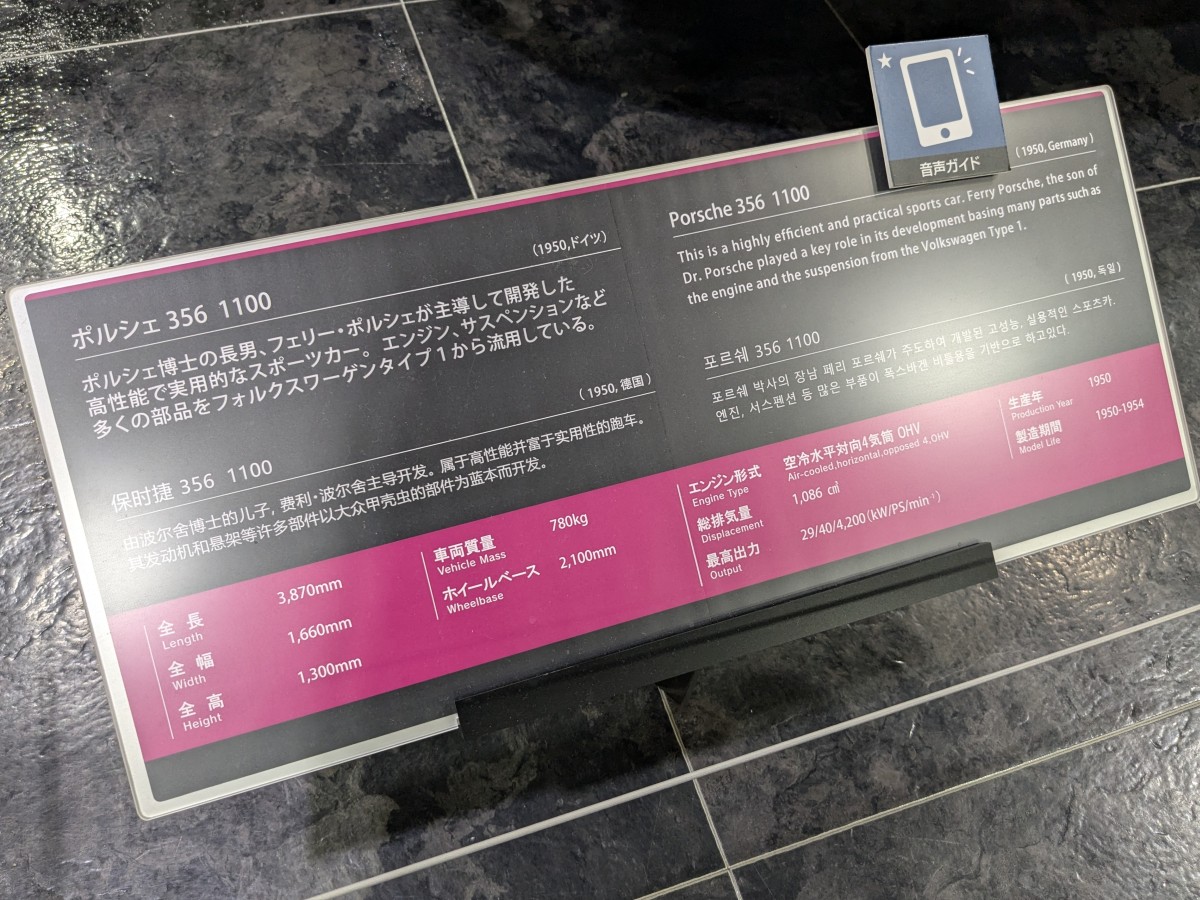 ポルシェ 356 1100
（1950,ドイツ）
ポルシェ博士の長男、フェリー・ポルシェが主導して開発した
高性能で実用的なスポーツカー。エンジン、サスペンションなど
多くの部品をフォルクスワーゲンタイプ1から流用している。
保时捷 356 1100
（1950, 德国）
由波尔舍博士的儿子，费利·波尔舍主导开发。属于高性能并富于实用性的跑车。
其发动机和悬架等许多部件以大众甲壳虫的部件为蓝本而开发。
音声ガイド
Porsche 356 1100
(1950, Germany)
This is a highly efficient and practical sports car. Ferry Porsche, the son of
Dr. Porsche played a key role in its development basing many parts such as
the engine and the suspension from the Volkswagen Type 1.
포르쉐 356 1100
(1950, 독일)
포르쉐 박사의 장남 페리 포르쉐가 주도하여 개발된 고성능, 실용적인 스포츠카.
엔진, 서스펜션 등 많은 부품이 폭스바겐 비틀용을 기반으로 하고있다.
全長 3,870mm
Length
全幅 1,660mm
Width
全高 1,300mm
Height
車両質量 780kg
Vehicle Mass
ホイールベース 2,100mm
Wheelbase
エンジン形式 空冷水平対向4気筒 OHV
Engine Type Air-cooled,horizontal,opposed 4,OHV
総排気量 1,086 ㎤
Displacement
最高出力 29/40/4,200(kW/PS/min⁻¹)
Output
生産年 1950
Production Year
製造期間 1950-1954
Model Life